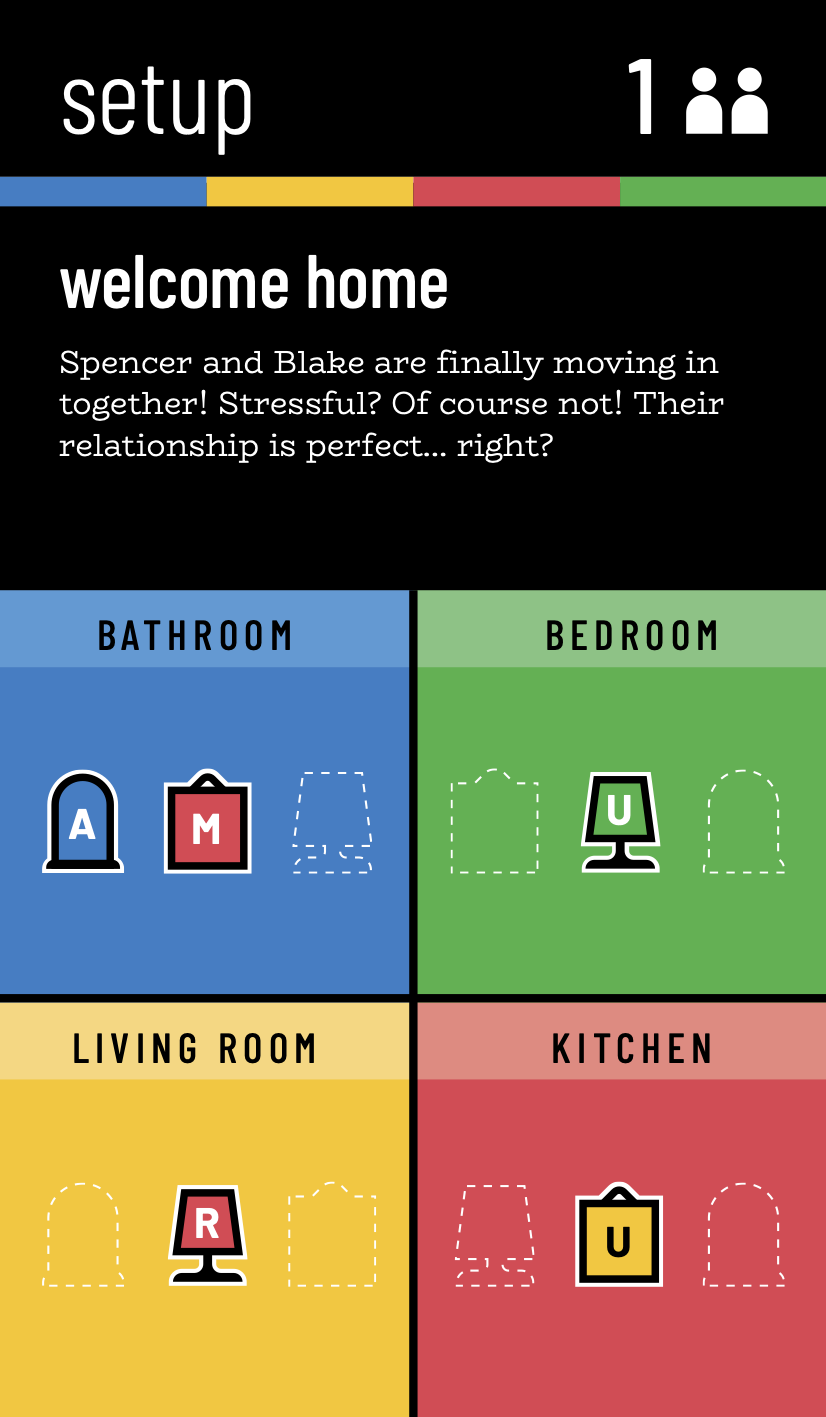 setup
1
welcome home
Spencer and Blake are finally moving in
together! Stressful? Of course not! Their
relationship is perfect... right?
BATHROOM
BEDROOM
A M
U
LIVING ROOM
KITCHEN
R
U